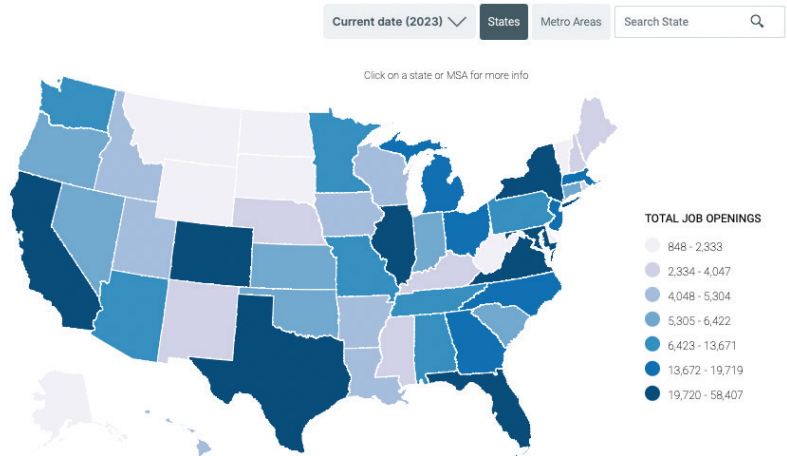 Current date (2023) States Metro Areas Search State
Click on a state or MSA for more info
TOTAL JOB OPENINGS
848 - 2,333
2,334 - 4,047
4,048 - 5,304
5,305 - 6,422
6,423 - 13,671
13,672 - 19,719
19,720 - 58,407